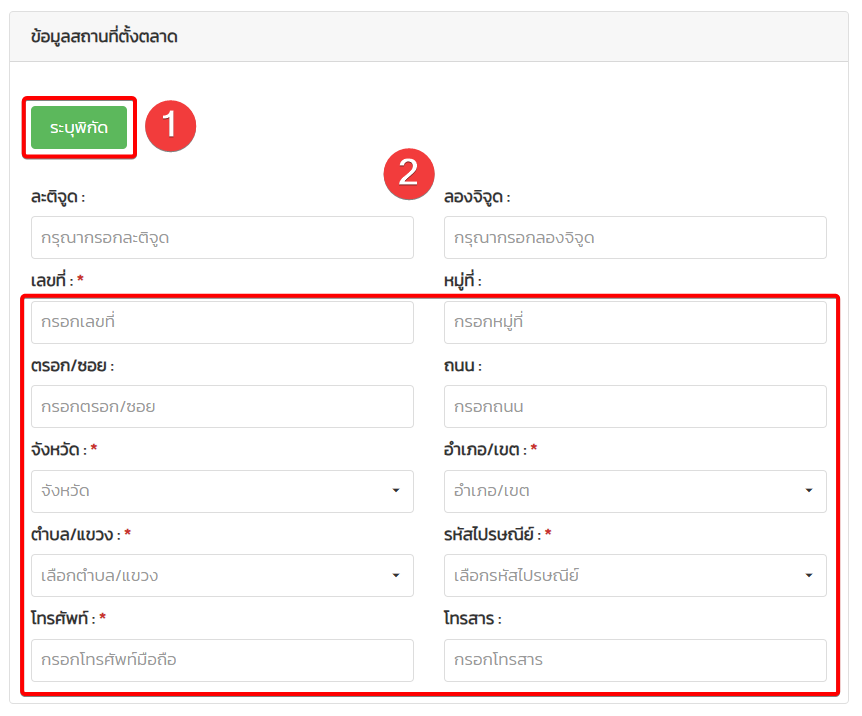 ข้อมูลสถานที่ตั้งตลาด
ระบุพิกัด 1
2
ละติจูด : ลองจิจูด :
กรุณากรอกละติจูด กรุณากรอกลองจิจูด
เลขที่ : * หมู่ที่ :
กรอกเลขที่ กรอกหมู่ที่
ตรอก/ซอย : ถนน :
กรอกตรอก/ซอย กรอกถนน
จังหวัด : * อำเภอ/เขต : *
จังหวัด อำเภอ/เขต
ตำบล/แขวง : * รหัสไปรษณีย์ : *
เลือกตำบล/แขวง เลือกรหัสไปรษณีย์
โทรศัพท์ : * โทรสาร :
กรอกโทรศัพท์มือถือ กรอกโทรสาร